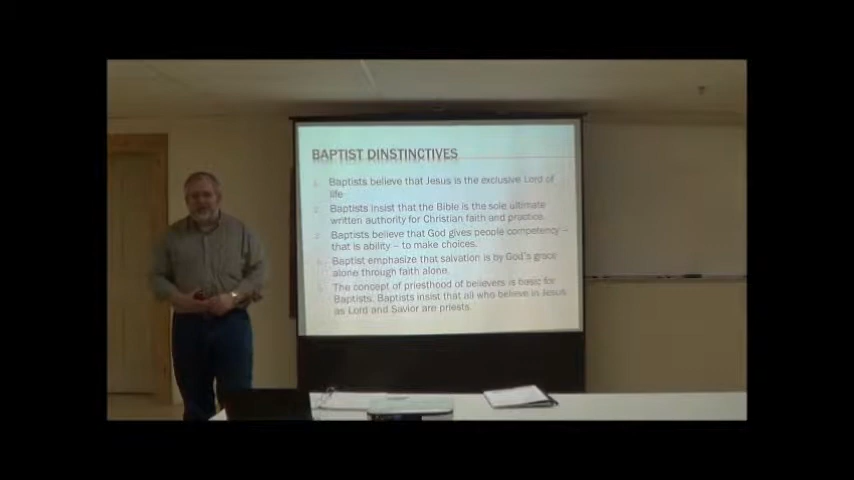 BAPTIST DINSTINCTIVES
1. Baptists believe that Jesus is the exclusive Lord of
life.
2. Baptists insist that the Bible is the sole ultimate
written authority for Christian faith and practice.
3. Baptists believe that God gives people competency –
that is ability – to make choices.
4. Baptist emphasize that salvation is by God's grace
alone through faith alone.
5. The concept of priesthood of believers is basic for
Baptists. Baptists insist that all who believe in Jesus
as Lord and Savior are priests.